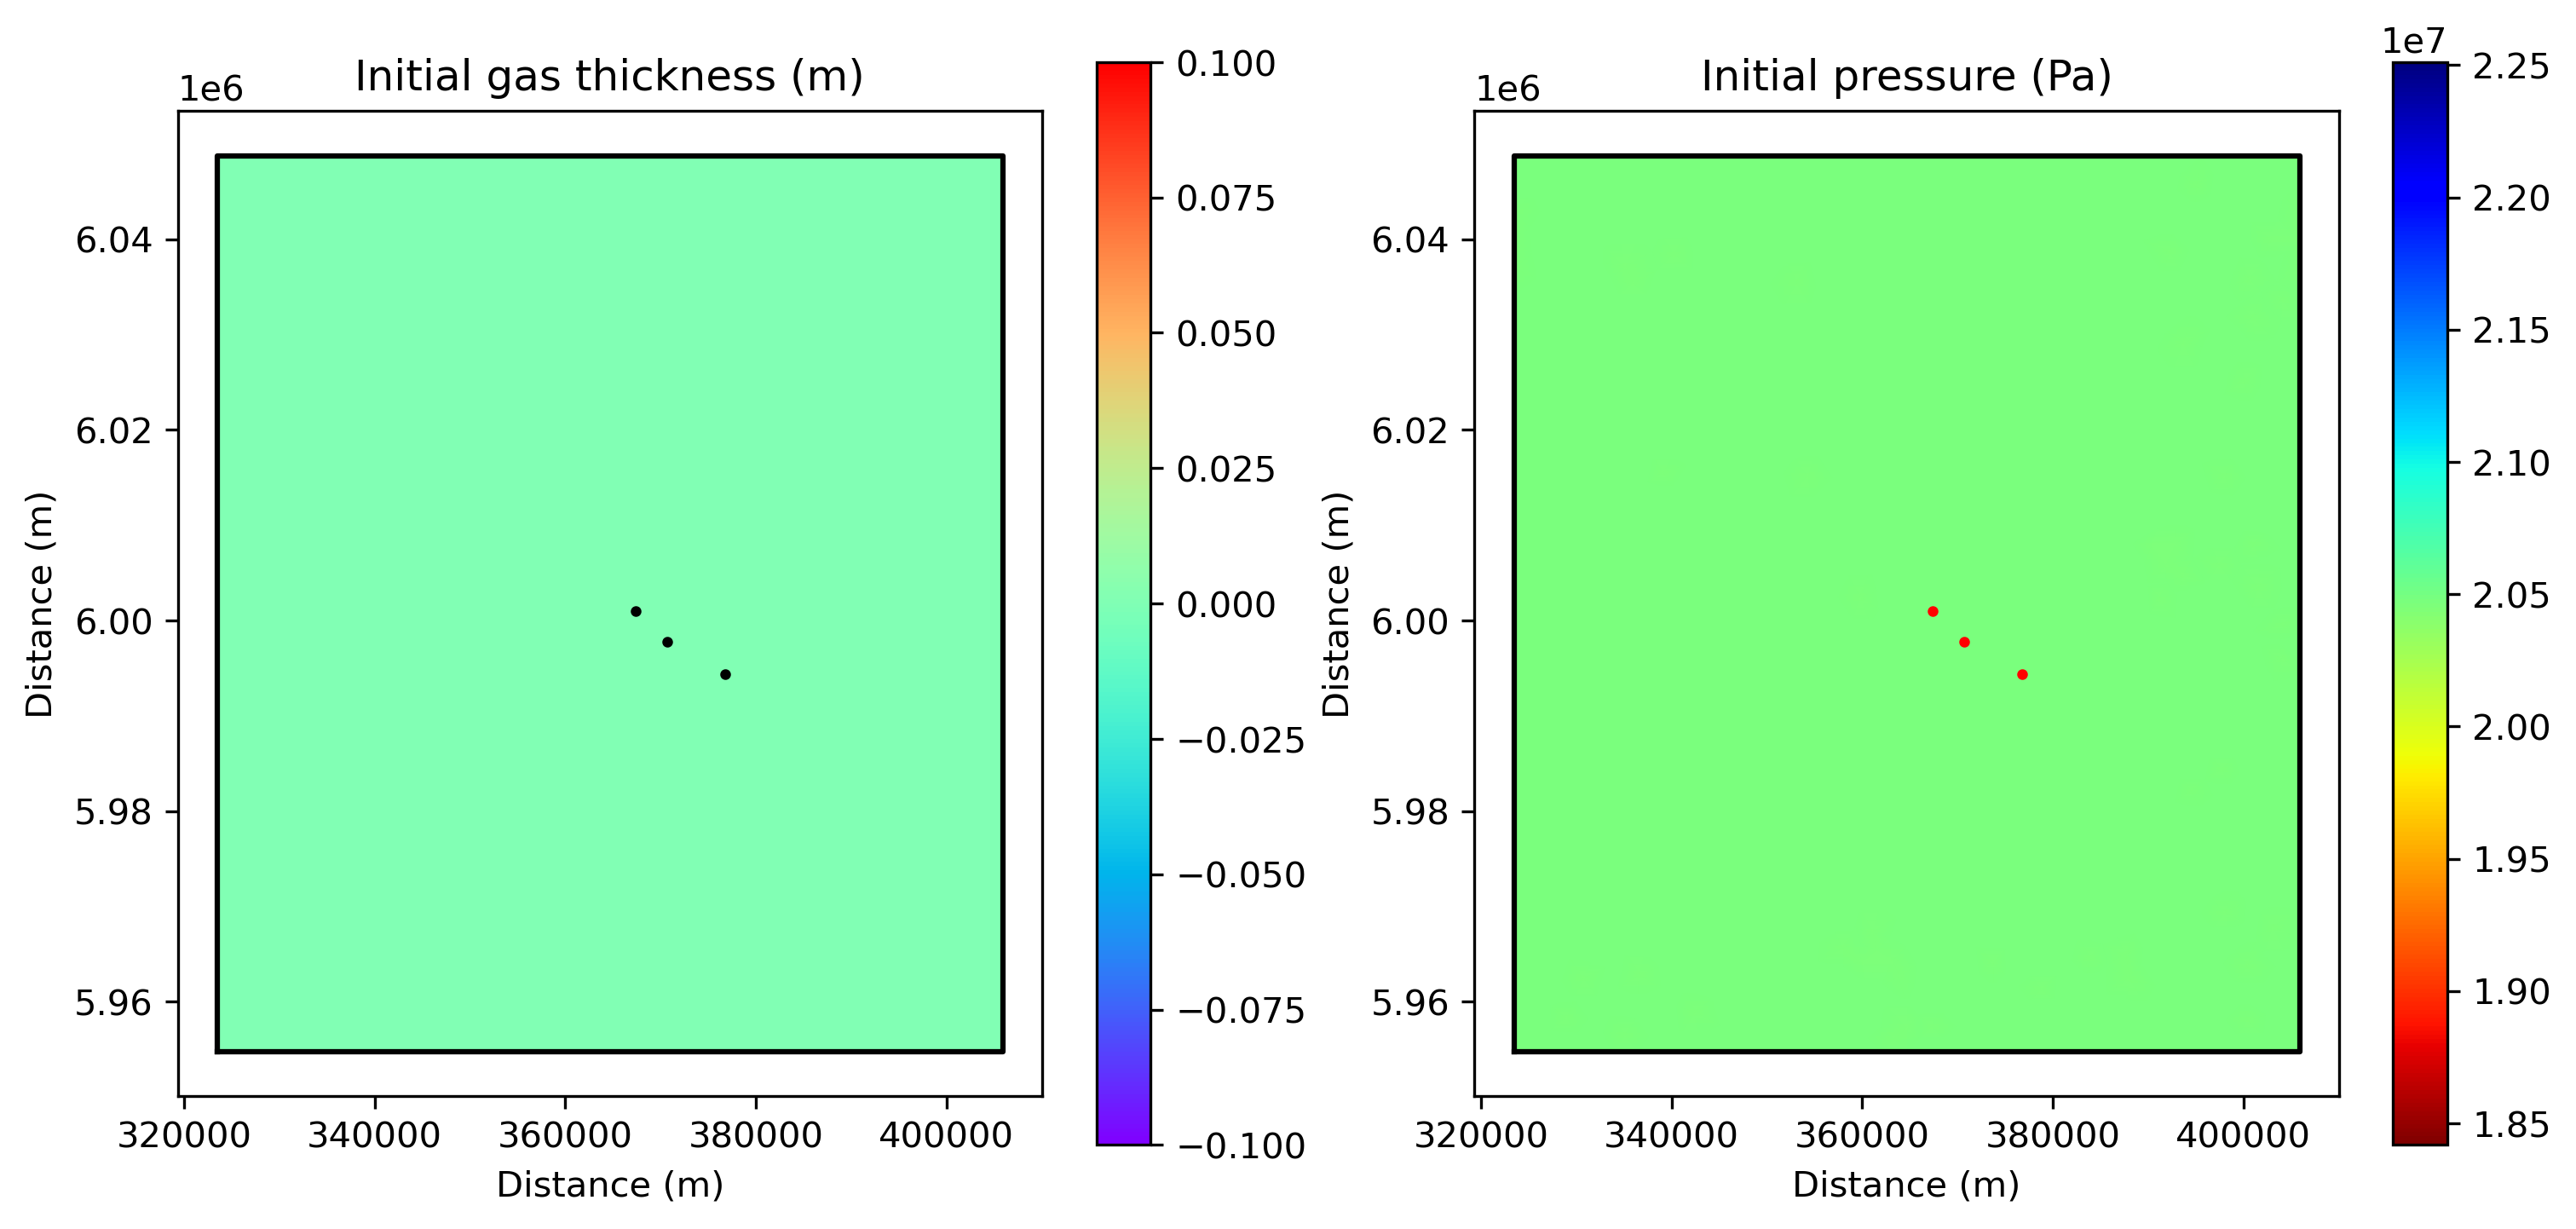 Initial gas thickness (m)
1e6
6.04
6.02
6.00
5.98
5.96
Distance (m)
320000 340000 360000 380000 400000
Distance (m)
0.100
0.075
0.050
0.025
0.000
−0.025
−0.050
−0.075
−0.100
Initial pressure (Pa)
1e6
6.04
6.02
6.00
5.98
5.96
Distance (m)
320000 340000 360000 380000 400000
Distance (m)
1e7
2.25
2.20
2.15
2.10
2.05
2.00
1.95
1.90
1.85